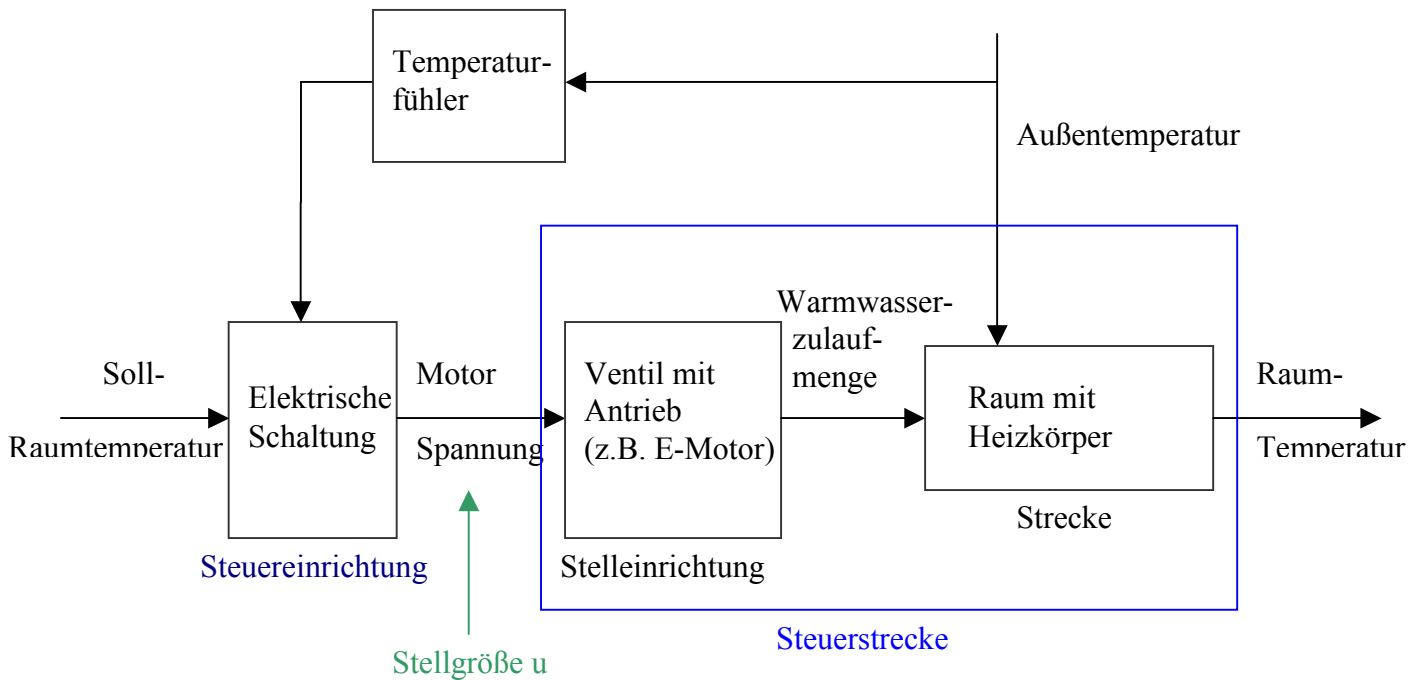 Temperatur-
fühler
Außentemperatur
Warmwasser-
zulauf-
menge
Soll-
Raumtemperatur
Elektrische
Schaltung
Motor
Spannung
Ventil mit
Antrieb
(z.B. E-Motor)
Raum mit
Heizkörper
Raum-
Temperatur
Strecke
Steuereinrichtung
Stelleinrichtung
Steuerstrecke
Stellgröße u